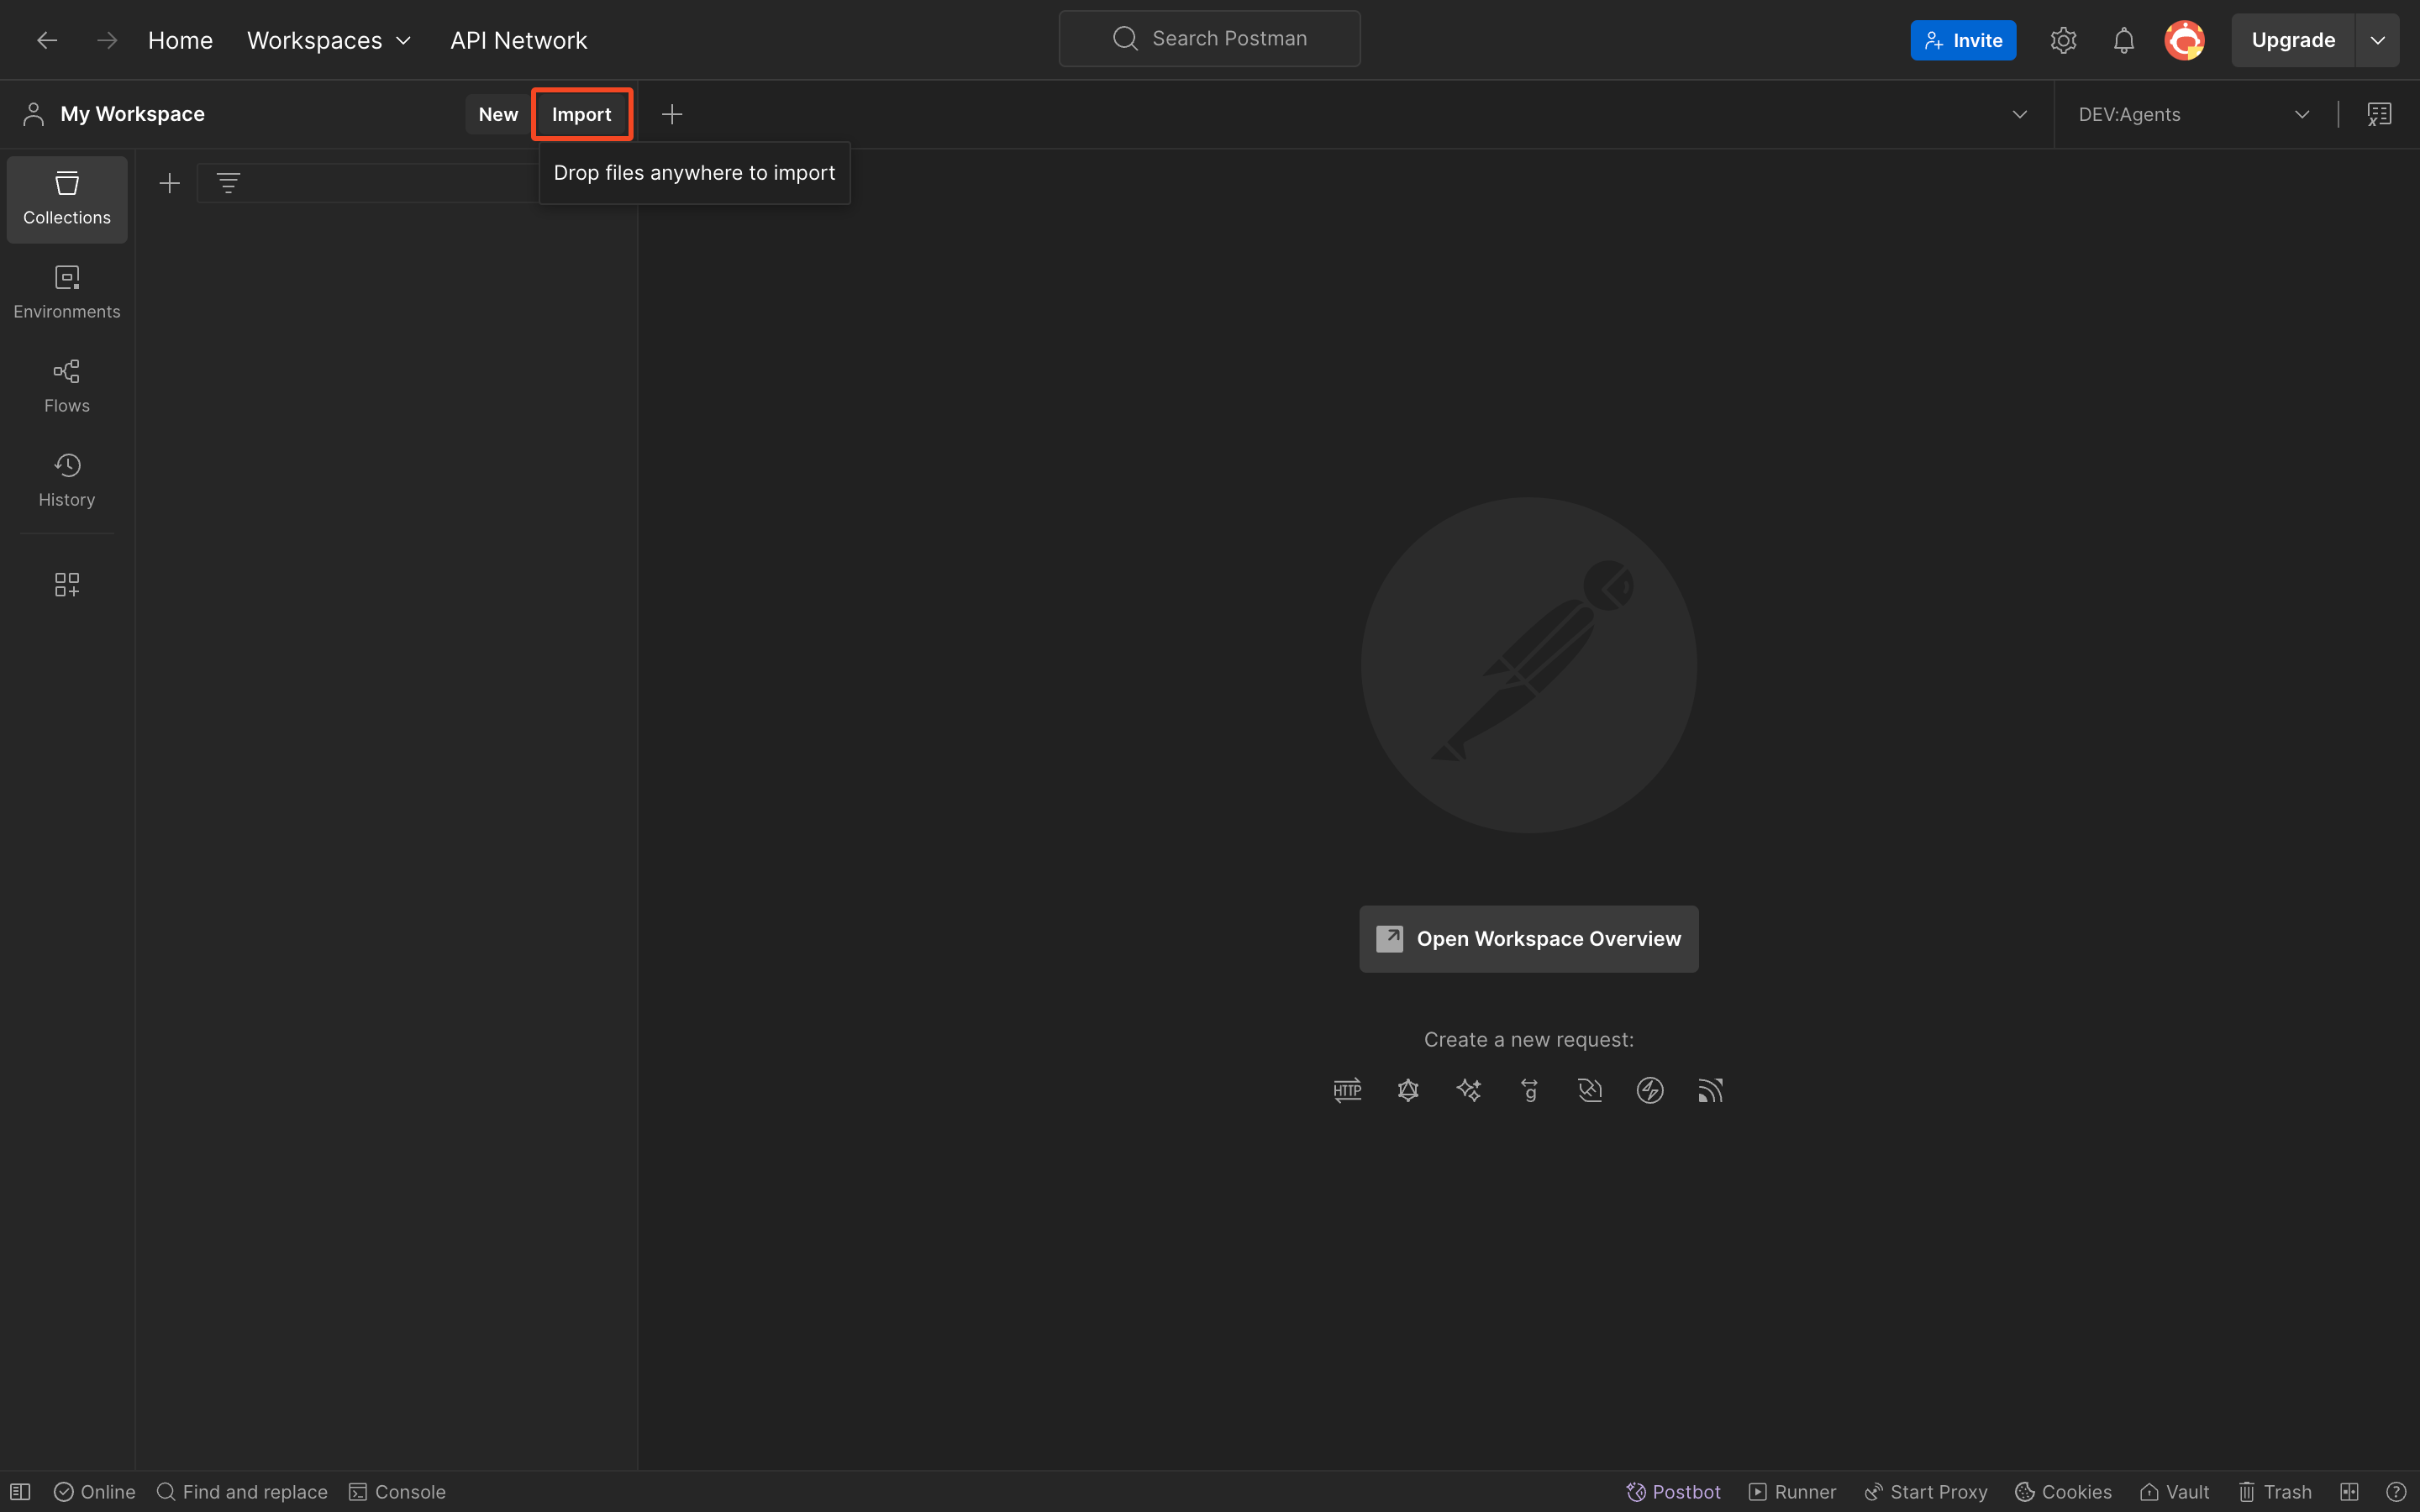 Home Workspaces API Network Search Postman Invite Upgrade
My Workspace New Import DEV:Agents
Drop files anywhere to import
Collections
Environments
Flows
History
Open Workspace Overview
Create a new request:
HTTP g
Online Find and replace Console Postbot Runner Start Proxy Cookies Vault Trash